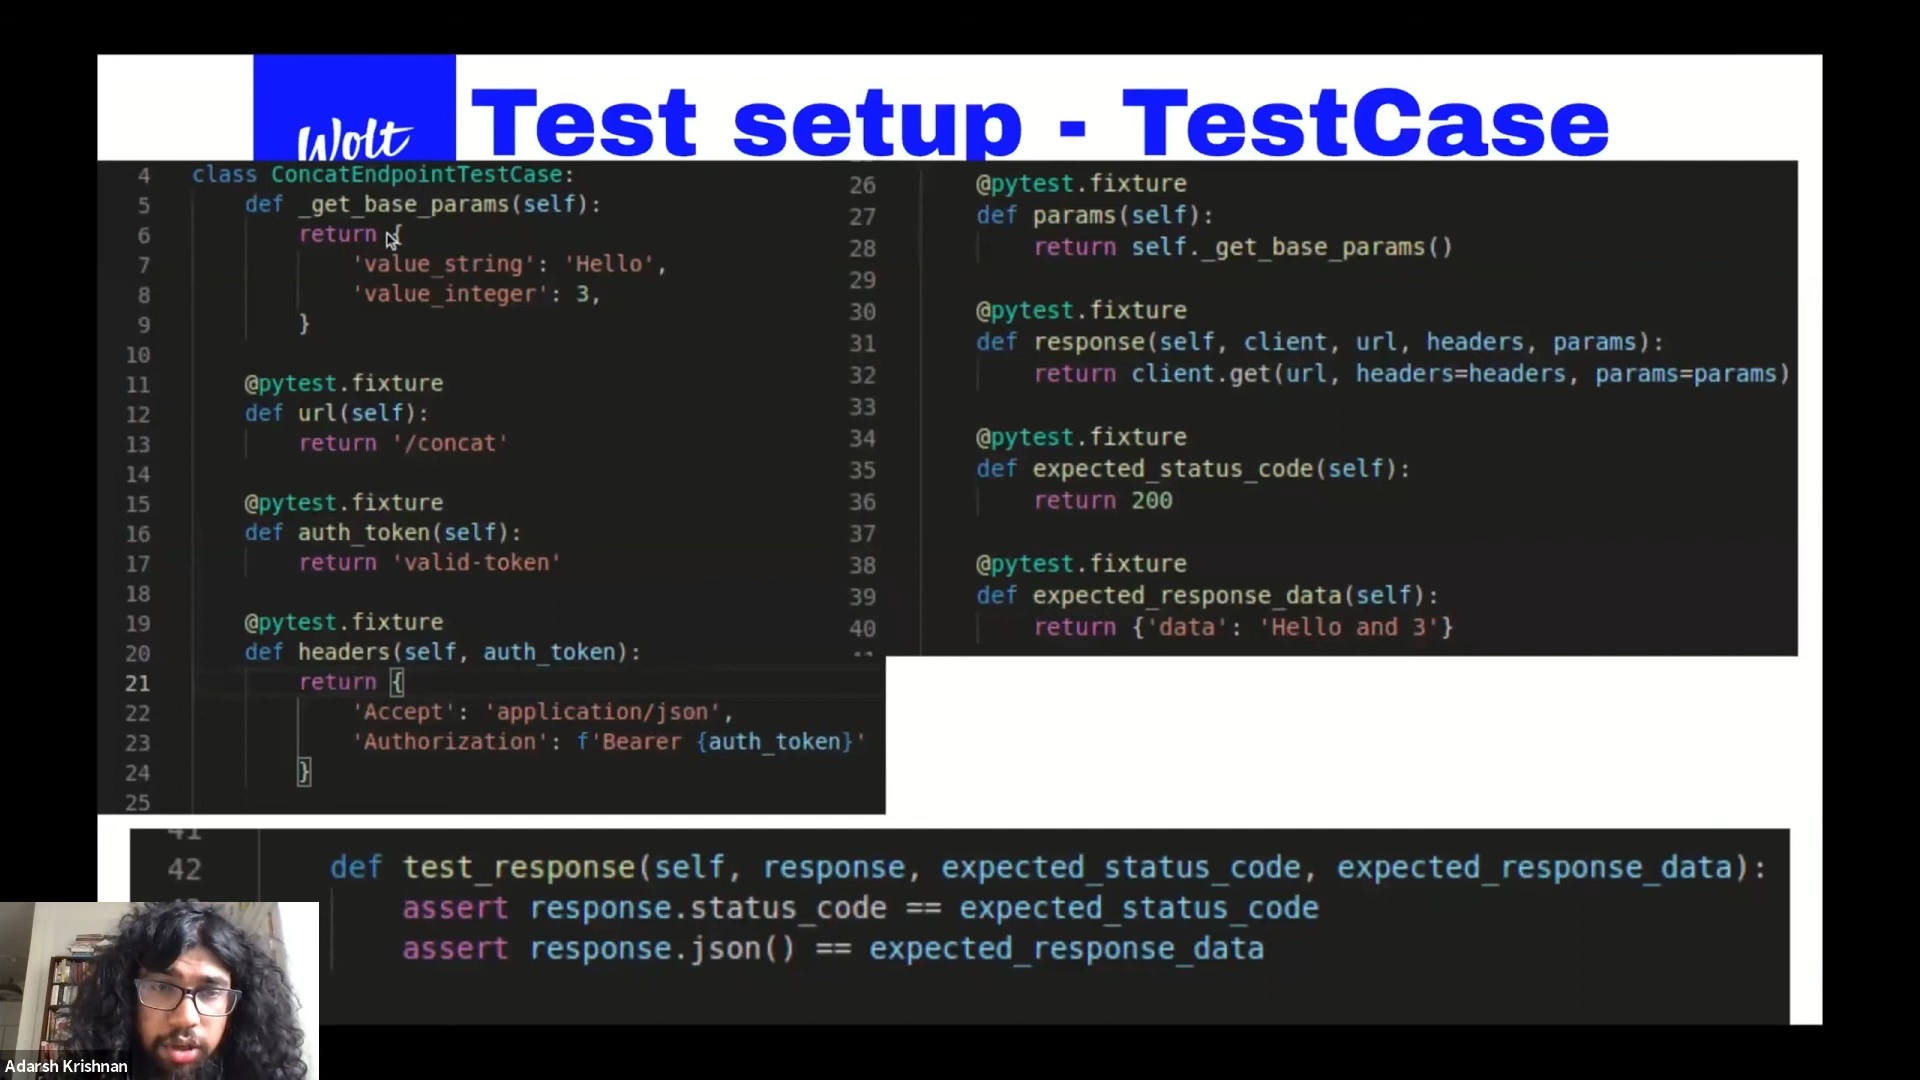 Wolt
Test setup - TestCase
4 class ConcatEndpointTestCase:
5 def _get_base_params(self):
6 return {
7 'value_string': 'Hello',
8 'value_integer': 3,
9 }
10
11 @pytest.fixture
12 def url(self):
13 return '/concat'
14
15 @pytest.fixture
16 def auth_token(self):
17 return 'valid-token'
18
19 @pytest.fixture
20 def headers(self, auth_token):
21 return {
22 'Accept': 'application/json',
23 'Authorization': f'Bearer {auth_token}'
24 }
25
26 @pytest.fixture
27 def params(self):
28 return self._get_base_params()
29
30 @pytest.fixture
31 def response(self, client, url, headers, params):
32 return client.get(url, headers=headers, params=params)
33
34 @pytest.fixture
35 def expected_status_code(self):
36 return 200
37
38 @pytest.fixture
39 def expected_response_data(self):
40 return {'data': 'Hello and 3'}
41
42 def test_response(self, response, expected_status_code, expected_response_data):
assert response.status_code == expected_status_code
assert response.json() == expected_response_data
Adarsh Krishnan